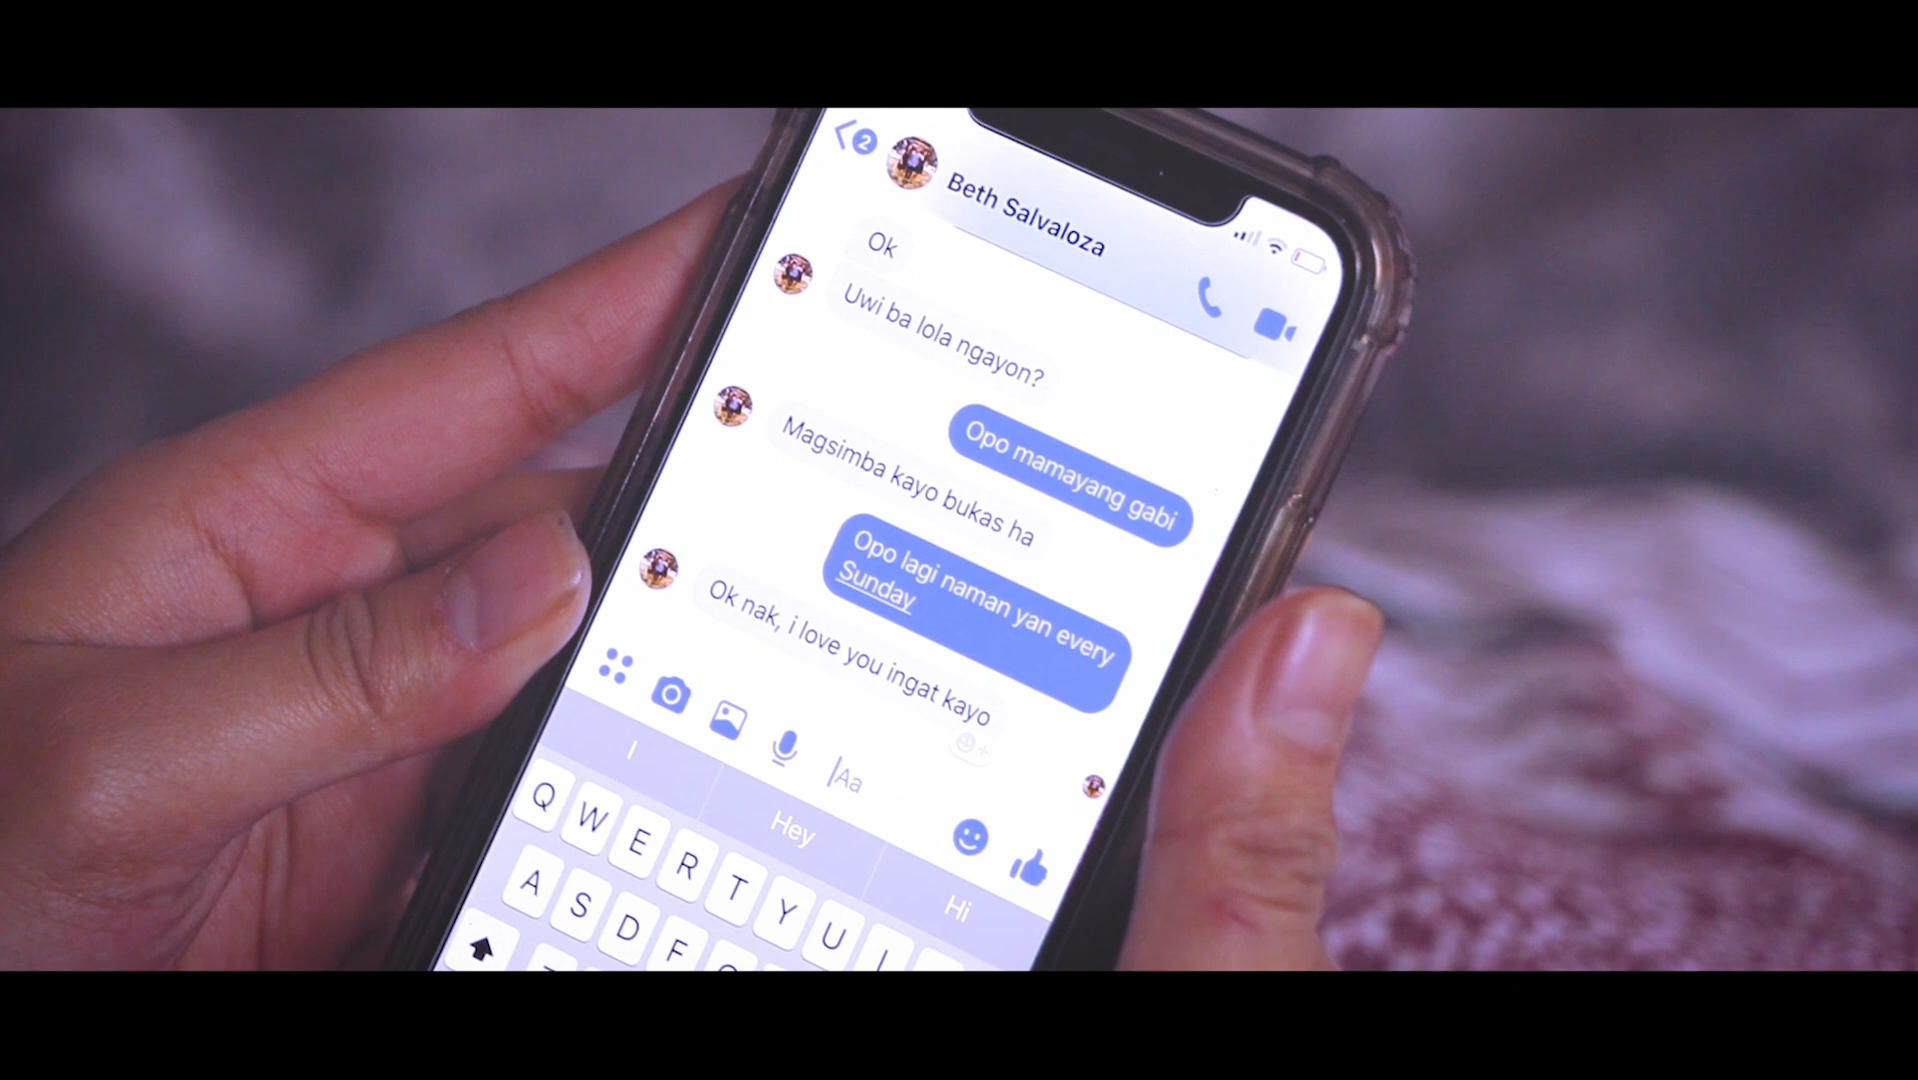 2
Beth Salvaloza
Ok
Uwi ba lola ngayon?
Opo mamayang gabi
Magsimba kayo bukas ha
Opo lagi naman yan every
Sunday
Ok nak, i love you ingat kayo
Aa
I
Hey
Hi
Q W E R T Y U I
A S D F